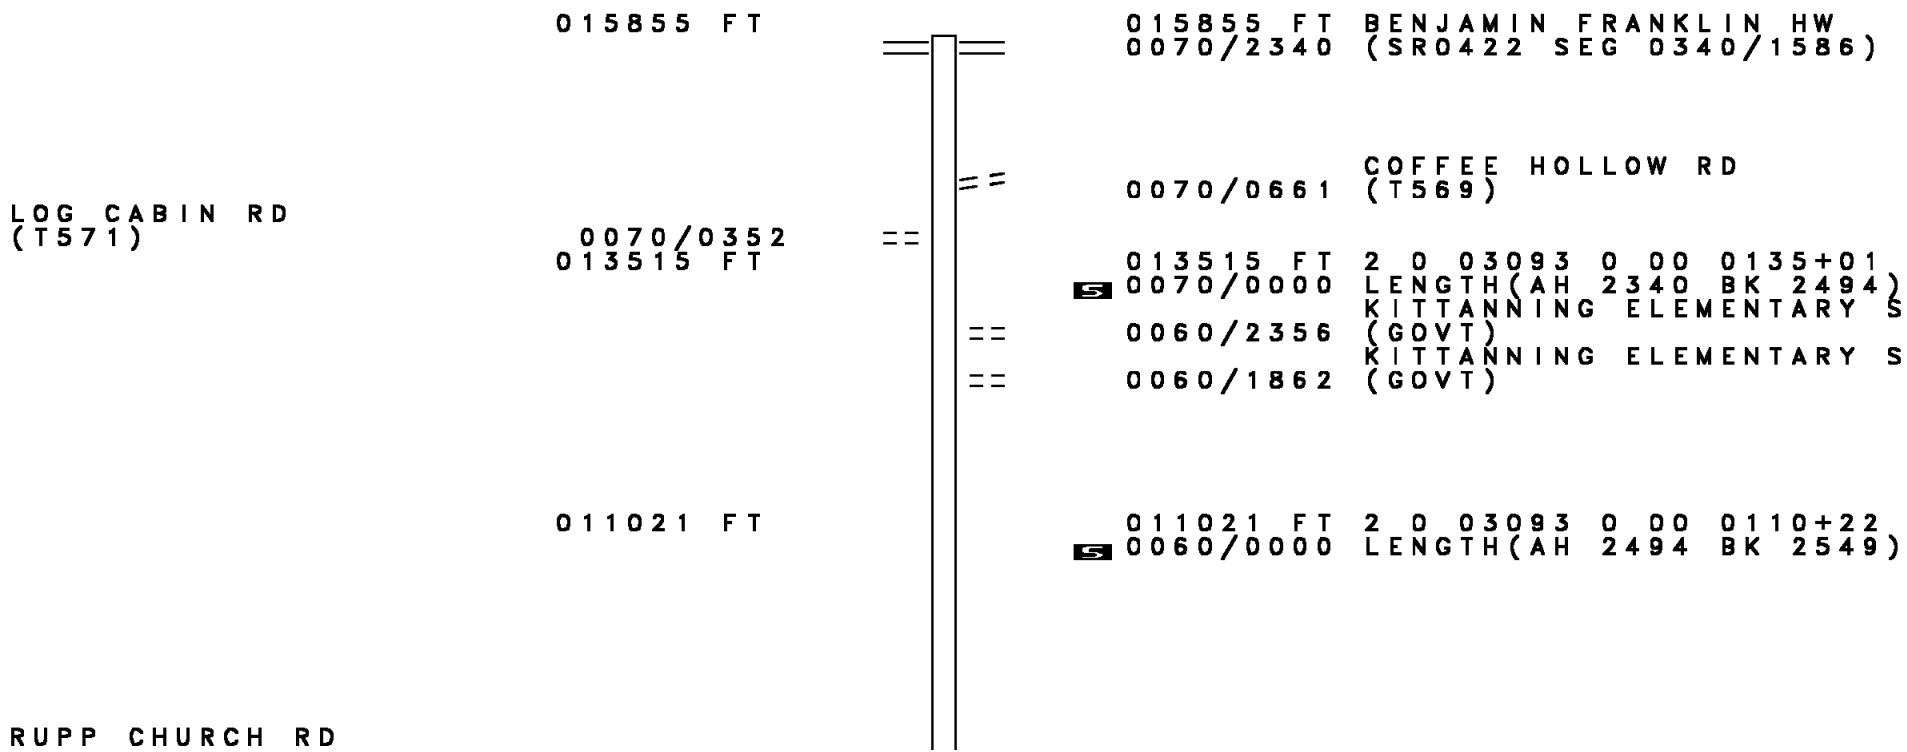 015855 FT 015855 FT BENJAMIN FRANKLIN HW
0070/2340 (SR0422 SEG 0340/1586)
COFFEE HOLLOW RD
0070/0661 (T569)
LOG CABIN RD
(T571) 0070/0352
013515 FT 013515 FT 2 0 03093 0 00 0135+01
S 0070/0000 LENGTH(AH 2340 BK 2494)
KITTANNING ELEMENTARY S
0060/2356 (GOVT)
KITTANNING ELEMENTARY S
0060/1862 (GOVT)
011021 FT 011021 FT 2 0 03093 0 00 0110+22
S 0060/0000 LENGTH(AH 2494 BK 2549)
RUPP CHURCH RD